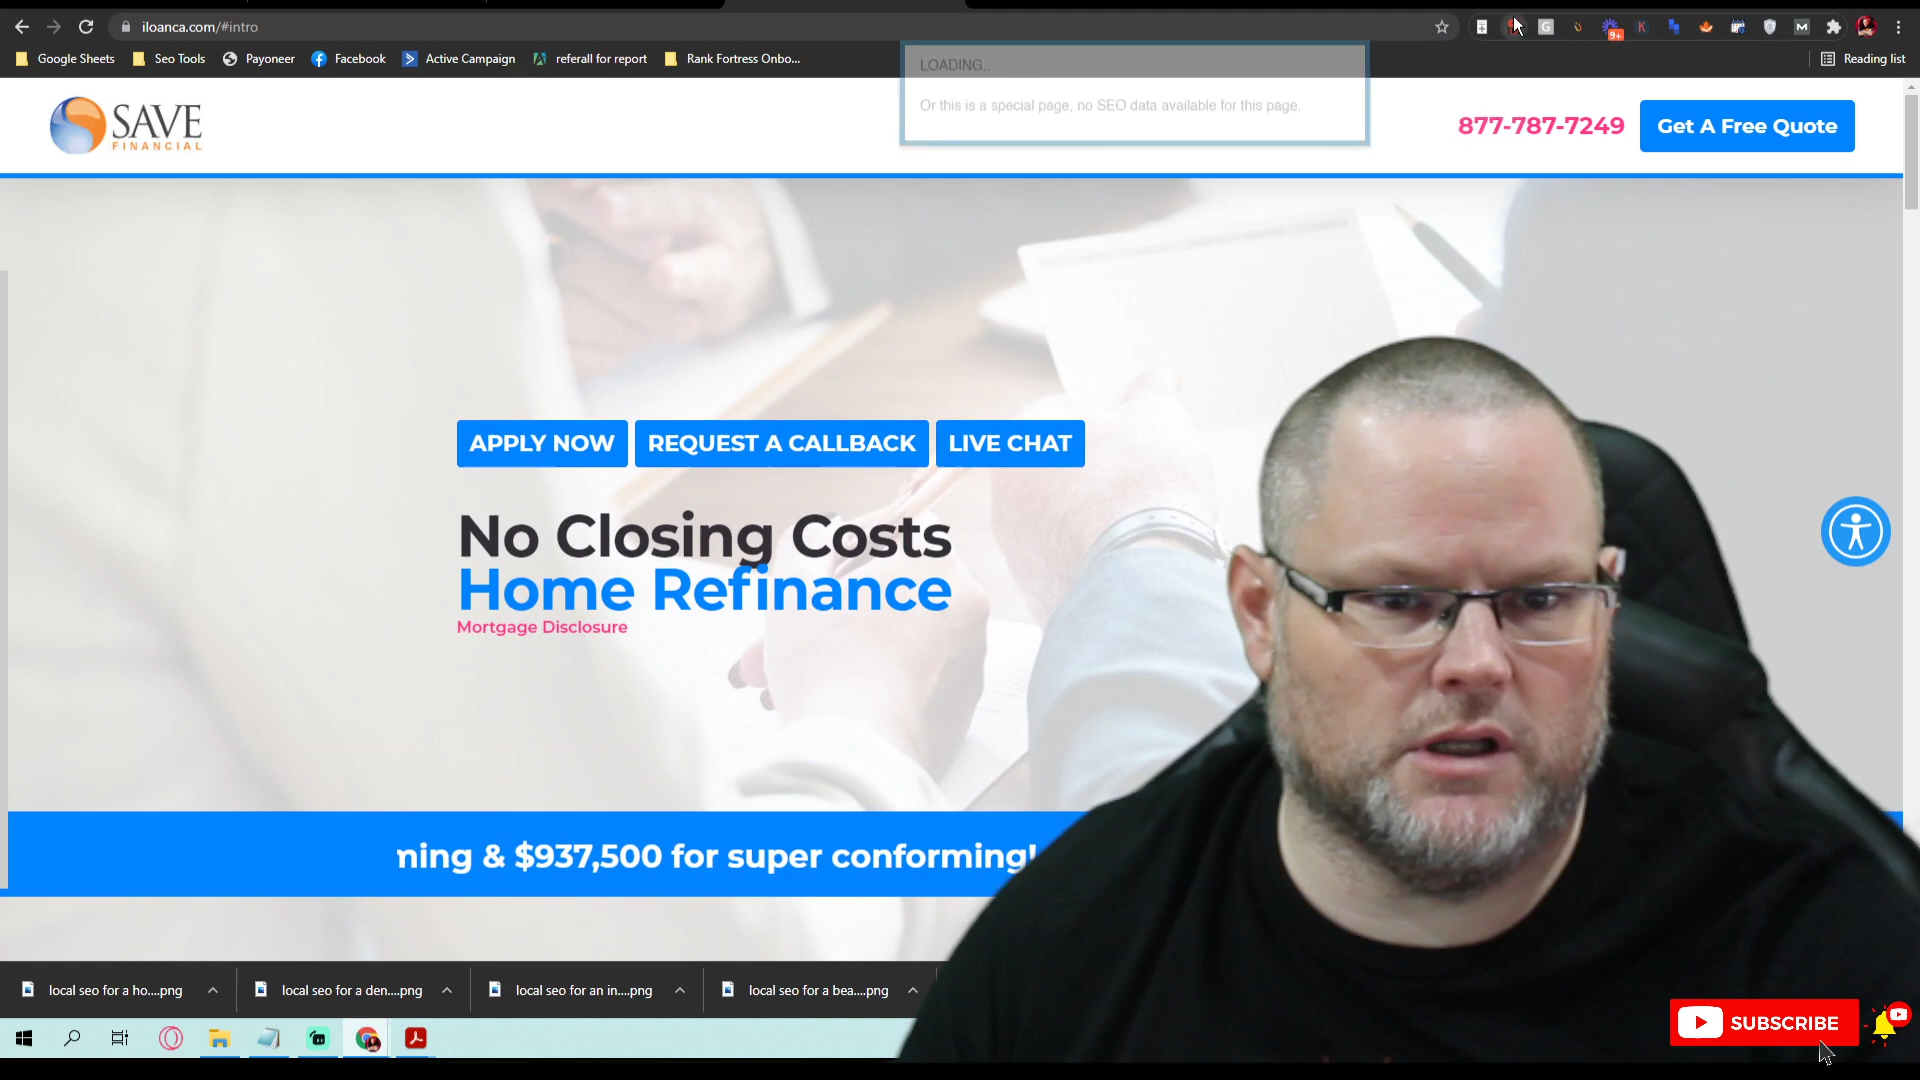 iloanca.com/#intro
9+
Google Sheets
Seo Tools
Payoneer
Facebook
Active Campaign
referall for report
Rank Fortress Onbo...
Reading list
LOADING...
Or this is a special page, no SEO data available for this page.
SAVE
FINANCIAL
877-787-7249
Get A Free Quote
APPLY NOW
REQUEST A CALLBACK
LIVE CHAT
No Closing Costs
Home Refinance
Mortgage Disclosure
ning & $937,500 for super conforming!
local seo for a ho....png
local seo for a den....png
local seo for an in....png
local seo for a bea....png
SUBSCRIBE